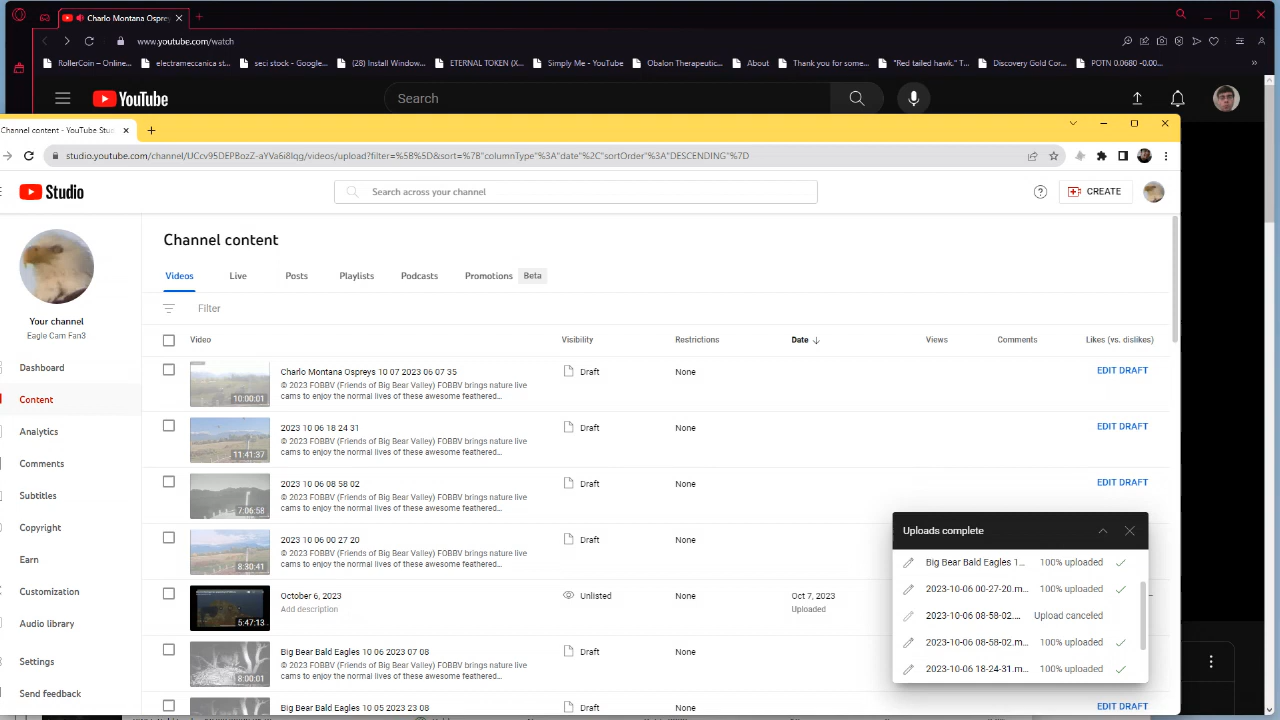 Charlo Montana Osprey
www.youtube.com/watch
RollerCoin – Online...
electrameccanica st...
seci stock - Google...
(28) Install Window...
ETERNAL TOKEN (X...
Simply Me - YouTube
Obalon Therapeutic...
About
Thank you for some...
"Red tailed hawk." T...
Discovery Gold Cor...
POTN 0.0680 -0.00...
»
YouTube
Search
Channel content - YouTube Stu
studio.youtube.com/channel/UCcv95DEPBozZ-aYVa6i8Iqg/videos/upload?filter=%5B%5D&sort=%7B"columnType"%3A"date"%2C"sortOrder"%3A"DESCENDING"%7D
Studio
Search across your channel
CREATE
Channel content
Videos
Live
Posts
Playlists
Podcasts
Promotions
Beta
Filter
Your channel
Eagle Cam Fan3
Dashboard
Content
Analytics
Comments
Subtitles
Copyright
Earn
Customization
Audio library
Settings
Send feedback
Video
Visibility
Restrictions
Date
Views
Comments
Likes (vs. dislikes)
10:00:01
Charlo Montana Ospreys 10 07 2023 06 07 35
© 2023 FOBBV (Friends of Big Bear Valley) FOBBV brings nature live
cams to enjoy the normal lives of these awesome feathered...
Draft
None
EDIT DRAFT
11:41:37
2023 10 06 18 24 31
© 2023 FOBBV (Friends of Big Bear Valley) FOBBV brings nature live
cams to enjoy the normal lives of these awesome feathered...
Draft
None
EDIT DRAFT
7:06:58
2023 10 06 08 58 02
© 2023 FOBBV (Friends of Big Bear Valley) FOBBV brings nature live
cams to enjoy the normal lives of these awesome feathered...
Draft
None
EDIT DRAFT
8:30:41
2023 10 06 00 27 20
© 2023 FOBBV (Friends of Big Bear Valley) FOBBV brings nature live
cams to enjoy the normal lives of these awesome feathered...
Draft
None
5:47:13
October 6, 2023
Add description
Unlisted
None
Oct 7, 2023
Uploaded
8:00:01
Big Bear Bald Eagles 10 06 2023 07 08
© 2023 FOBBV (Friends of Big Bear Valley) FOBBV brings nature live
cams to enjoy the normal lives of these awesome feathered...
Draft
None
Big Bear Bald Eagles 10 05 2023 23 08
Draft
None
EDIT DRAFT
Uploads complete
Big Bear Bald Eagles 1... 100% uploaded
2023-10-06 00-27-20.m... 100% uploaded
2023-10-06 08-58-02.... Upload canceled
2023-10-06 08-58-02.m... 100% uploaded
2023-10-06 18-24-31.m... 100% uploaded